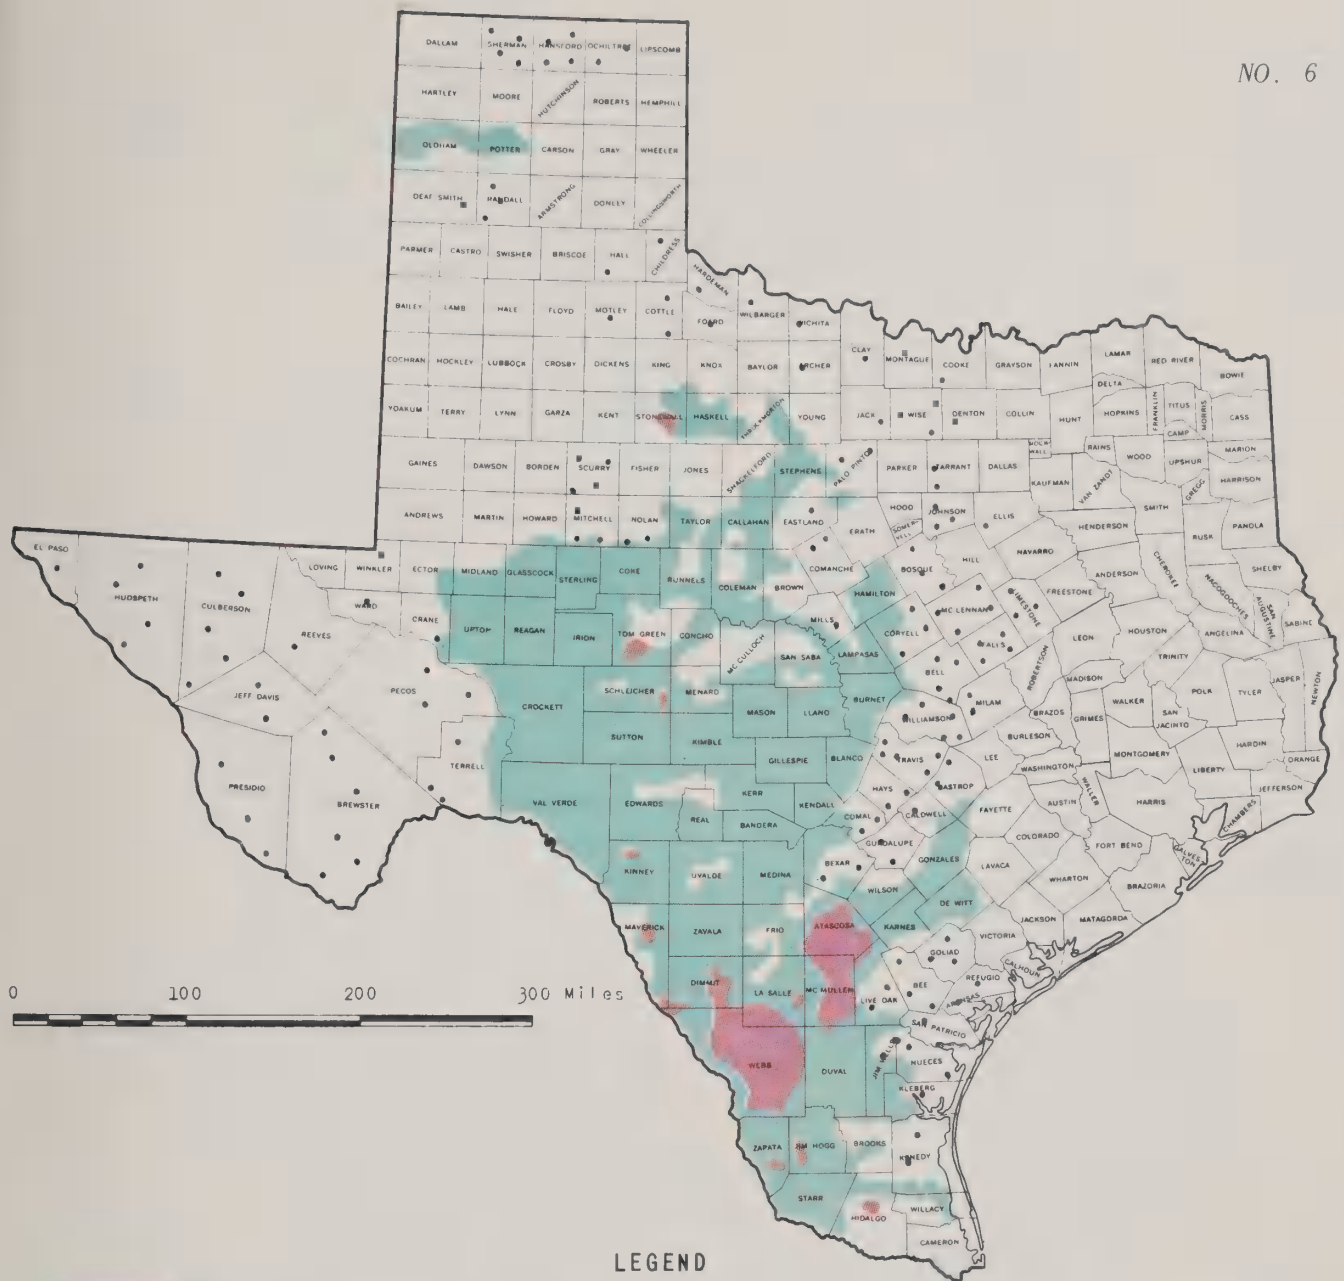 NO. 6
DALLAM SHERMAN HANSFORD OCHILTREE LIPSCOMB
HARTLEY MOORE HUTCHINSON ROBERTS HEMPHILL
OLDHAM POTTER CARSON GRAY WHEELER
DEAF SMITH RANDALL ARMSTRONG DONLEY COLLINGSWORTH
PARMER CASTRO SWISHER BRISCOE HALL CHILDRESS
HARDEMAN
BAILEY LAMB HALE FLOYD MOTLEY COTTLE FOARD WILBARGER WICHITA
COCHRAN HOCKLEY LUBBOCK CROSBY DICKENS KING KNOX BAYLOR ARCHER CLAY MONTAGUE COOKE GRAYSON FANNIN LAMAR RED RIVER BOWIE
DELTA
YOAKUM TERRY LYNN GARZA KENT STONEWALL HASKELL THROCKMORTON YOUNG JACK WISE DENTON COLLIN HUNT HOPKINS FRANKLIN TITUS MORRIS CASS
CAMP
GAINES DAWSON BORDEN SCURRY FISHER JONES SHACKELFORD STEPHENS PALO PINTO PARKER TARRANT DALLAS ROCK-WALL KAUFMAN RAINS VAN ZANDT WOOD UPSHUR GREGG MARION HARRISON
ANDREWS MARTIN HOWARD MITCHELL NOLAN TAYLOR CALLAHAN EASTLAND ERATH HOOD SOMERVELL JOHNSON ELLIS HENDERSON SMITH RUSK PANOLA
EL PASO HUDSPETH CULBERSON REEVES LOVING WINKLER ECTOR MIDLAND GLASSCOCK STERLING COKE RUNNELS COLEMAN BROWN COMANCHE BOSQUE HILL NAVARRO ANDERSON CHEROKEE NACOGDOCHES SHELBY
WARD CRANE UPTON REAGAN IRION TOM GREEN CONCHO MC CULLOCH SAN SABA MILLS HAMILTON CORYELL MC LENNAN LIMESTONE FREESTONE LEON HOUSTON ANGELINA SAN AUGUSTINE SABINE
LAMPASAS BELL FALLS ROBERTSON MADISON TRINITY
JEFF DAVIS PECOS CROCKETT SCHLEICHER MENARD MASON LLANO BURNET WILLIAMSON MILAM BRAZOS GRIMES WALKER SAN JACINTO POLK TYLER JASPER NEWTON
PRESIDIO BREWSTER TERRELL SUTTON KIMBLE GILLESPIE BLANCO TRAVIS LEE BURLESON WASHINGTON MONTGOMERY LIBERTY HARDIN ORANGE
VAL VERDE EDWARDS KERR REAL BANDERA KENDALL HAYS COMAL CALDWELL BASTROP FAYETTE AUSTIN WALLER HARRIS CHAMBERS JEFFERSON
KINNEY UVALDE MEDINA BEXAR GUADALUPE GONZALES LAVACA COLORADO FORT BEND GALVES-TON
WILSON DE WITT WHARTON BRAZORIA
MAVERICK ZAVALA FRIO ATASCOSA KARNES VICTORIA JACKSON MATAGORDA
GOLIAD CALHOUN
DIMMIT LA SALLE MC MULLEN LIVE OAK BEE REFUGIO
ARANSAS
SAN PATRICIO
0 100 200 300 Miles
WEBB DUVAL JIM WELLS NUECES
KLEBERG
ZAPATA JIM HOGG BROOKS KENEDY
STARR HIDALGO WILLACY
CAMERON
LEGEND